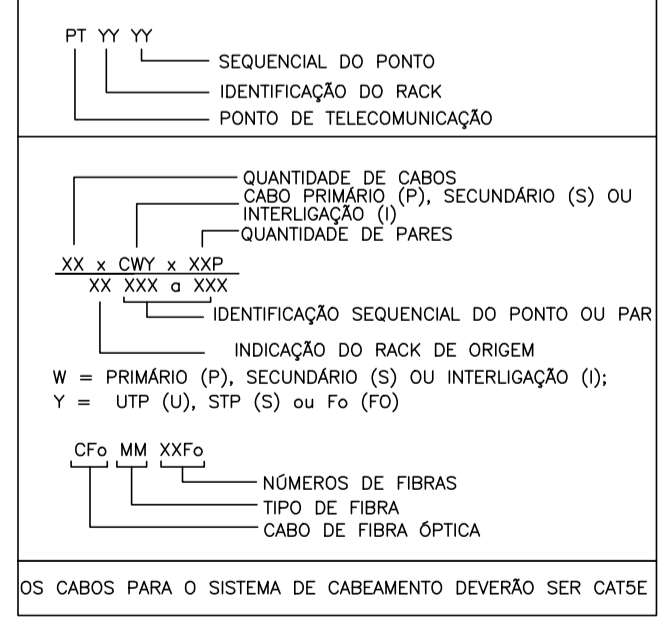 PT YY YY
SEQUENCIAL DO PONTO
IDENTIFICAÇÃO DO RACK
PONTO DE TELECOMUNICAÇÃO
QUANTIDADE DE CABOS
CABO PRIMÁRIO (P), SECUNDÁRIO (S) OU
INTERLIGAÇÃO (I)
QUANTIDADE DE PARES
XX x CWY x XXP
XX XXX a XXX
IDENTIFICAÇÃO SEQUENCIAL DO PONTO OU PAR
INDICAÇÃO DO RACK DE ORIGEM
W = PRIMÁRIO (P), SECUNDÁRIO (S) OU INTERLIGAÇÃO (I);
Y = UTP (U), STP (S) ou Fo (FO)
CFo MM XXFo
NÚMEROS DE FIBRAS
TIPO DE FIBRA
CABO DE FIBRA ÓPTICA
OS CABOS PARA O SISTEMA DE CABEAMENTO DEVERÃO SER CAT5E